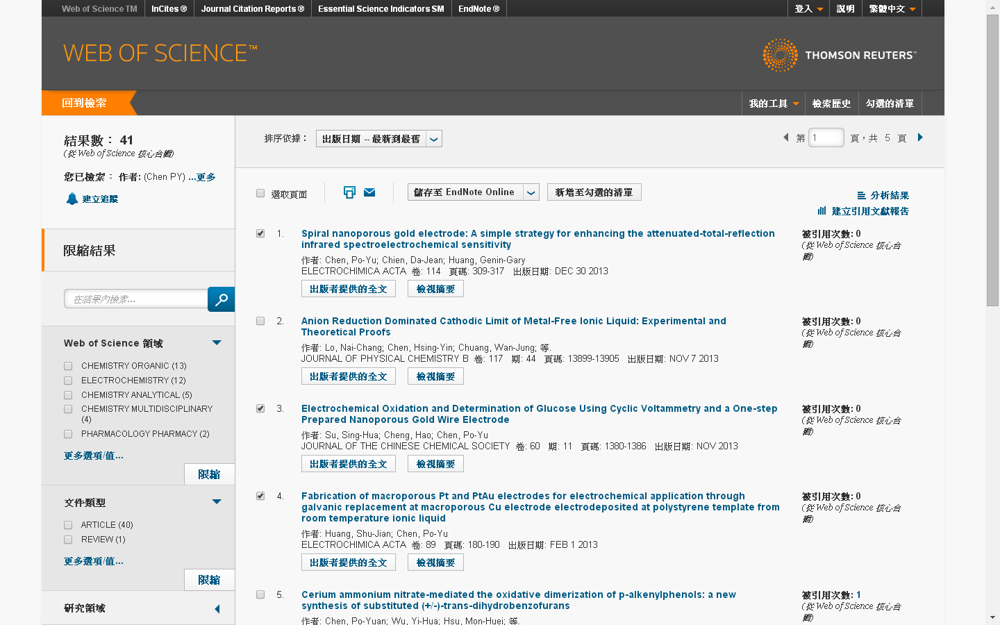 Web of Science TM InCites ® Journal Citation Reports ® Essential Science Indicators SM EndNote ® 登入 說明 繁體中文
WEB OF SCIENCE™ THOMSON REUTERS™
回到檢索 我的工具 檢索歷史 勾選的清單
結果數： 41
(從 Web of Science 核心合輯)
您已檢索： 作者: (Chen PY) ...更多
建立追蹤
限縮結果
在結果內檢索...
Web of Science 領域
CHEMISTRY ORGANIC (13)
ELECTROCHEMISTRY (12)
CHEMISTRY ANALYTICAL (5)
CHEMISTRY MULTIDISCIPLINARY
(4)
PHARMACOLOGY PHARMACY (2)
更多選項/值...
限縮
文件類型
ARTICLE (40)
REVIEW (1)
更多選項/值...
限縮
研究領域
排序依據： 出版日期 -- 最新到最舊 第 1 頁，共 5 頁
選取頁面 儲存至 EndNote Online 新增至勾選的清單
分析結果
建立引用文獻報告
1. Spiral nanoporous gold electrode: A simple strategy for enhancing the attenuated-total-reflection
infrared spectroelectrochemical sensitivity
作者: Chen, Po-Yu; Chien, Da-Jean; Huang, Genin-Gary
ELECTROCHIMICA ACTA 卷: 114 頁碼: 309-317 出版日期: DEC 30 2013
出版者提供的全文 檢視摘要
被引用次數: 0
(從 Web of Science 核心合
輯)
2. Anion Reduction Dominated Cathodic Limit of Metal-Free Ionic Liquid: Experimental and
Theoretical Proofs
作者: Lo, Nai-Chang; Chen, Hsing-Yin; Chuang, Wan-Jung; 等.
JOURNAL OF PHYSICAL CHEMISTRY B 卷: 117 期: 44 頁碼: 13899-13905 出版日期: NOV 7 2013
出版者提供的全文 檢視摘要
被引用次數: 0
(從 Web of Science 核心合
輯)
3. Electrochemical Oxidation and Determination of Glucose Using Cyclic Voltammetry and a One-step
Prepared Nanoporous Gold Wire Electrode
作者: Su, Sing-Hua; Cheng, Hao; Chen, Po-Yu
JOURNAL OF THE CHINESE CHEMICAL SOCIETY 卷: 60 期: 11 頁碼: 1380-1386 出版日期: NOV 2013
出版者提供的全文 檢視摘要
被引用次數: 0
(從 Web of Science 核心合
輯)
4. Fabrication of macroporous Pt and PtAu electrodes for electrochemical application through
galvanic replacement at macroporous Cu electrode electrodeposited at polystyrene template from
room temperature ionic liquid
作者: Huang, Shu-Jian; Chen, Po-Yu
ELECTROCHIMICA ACTA 卷: 89 頁碼: 180-190 出版日期: FEB 1 2013
出版者提供的全文 檢視摘要
被引用次數: 0
(從 Web of Science 核心合
輯)
5. Cerium ammonium nitrate-mediated the oxidative dimerization of p-alkenylphenols: a new
synthesis of substituted (+/-)-trans-dihydrobenzofurans
作者: Chen, Po-Yuan; Wu, Yi-Hua; Hsu, Mon-Huei; 等.
被引用次數: 1
(從 Web of Science 核心合
輯)